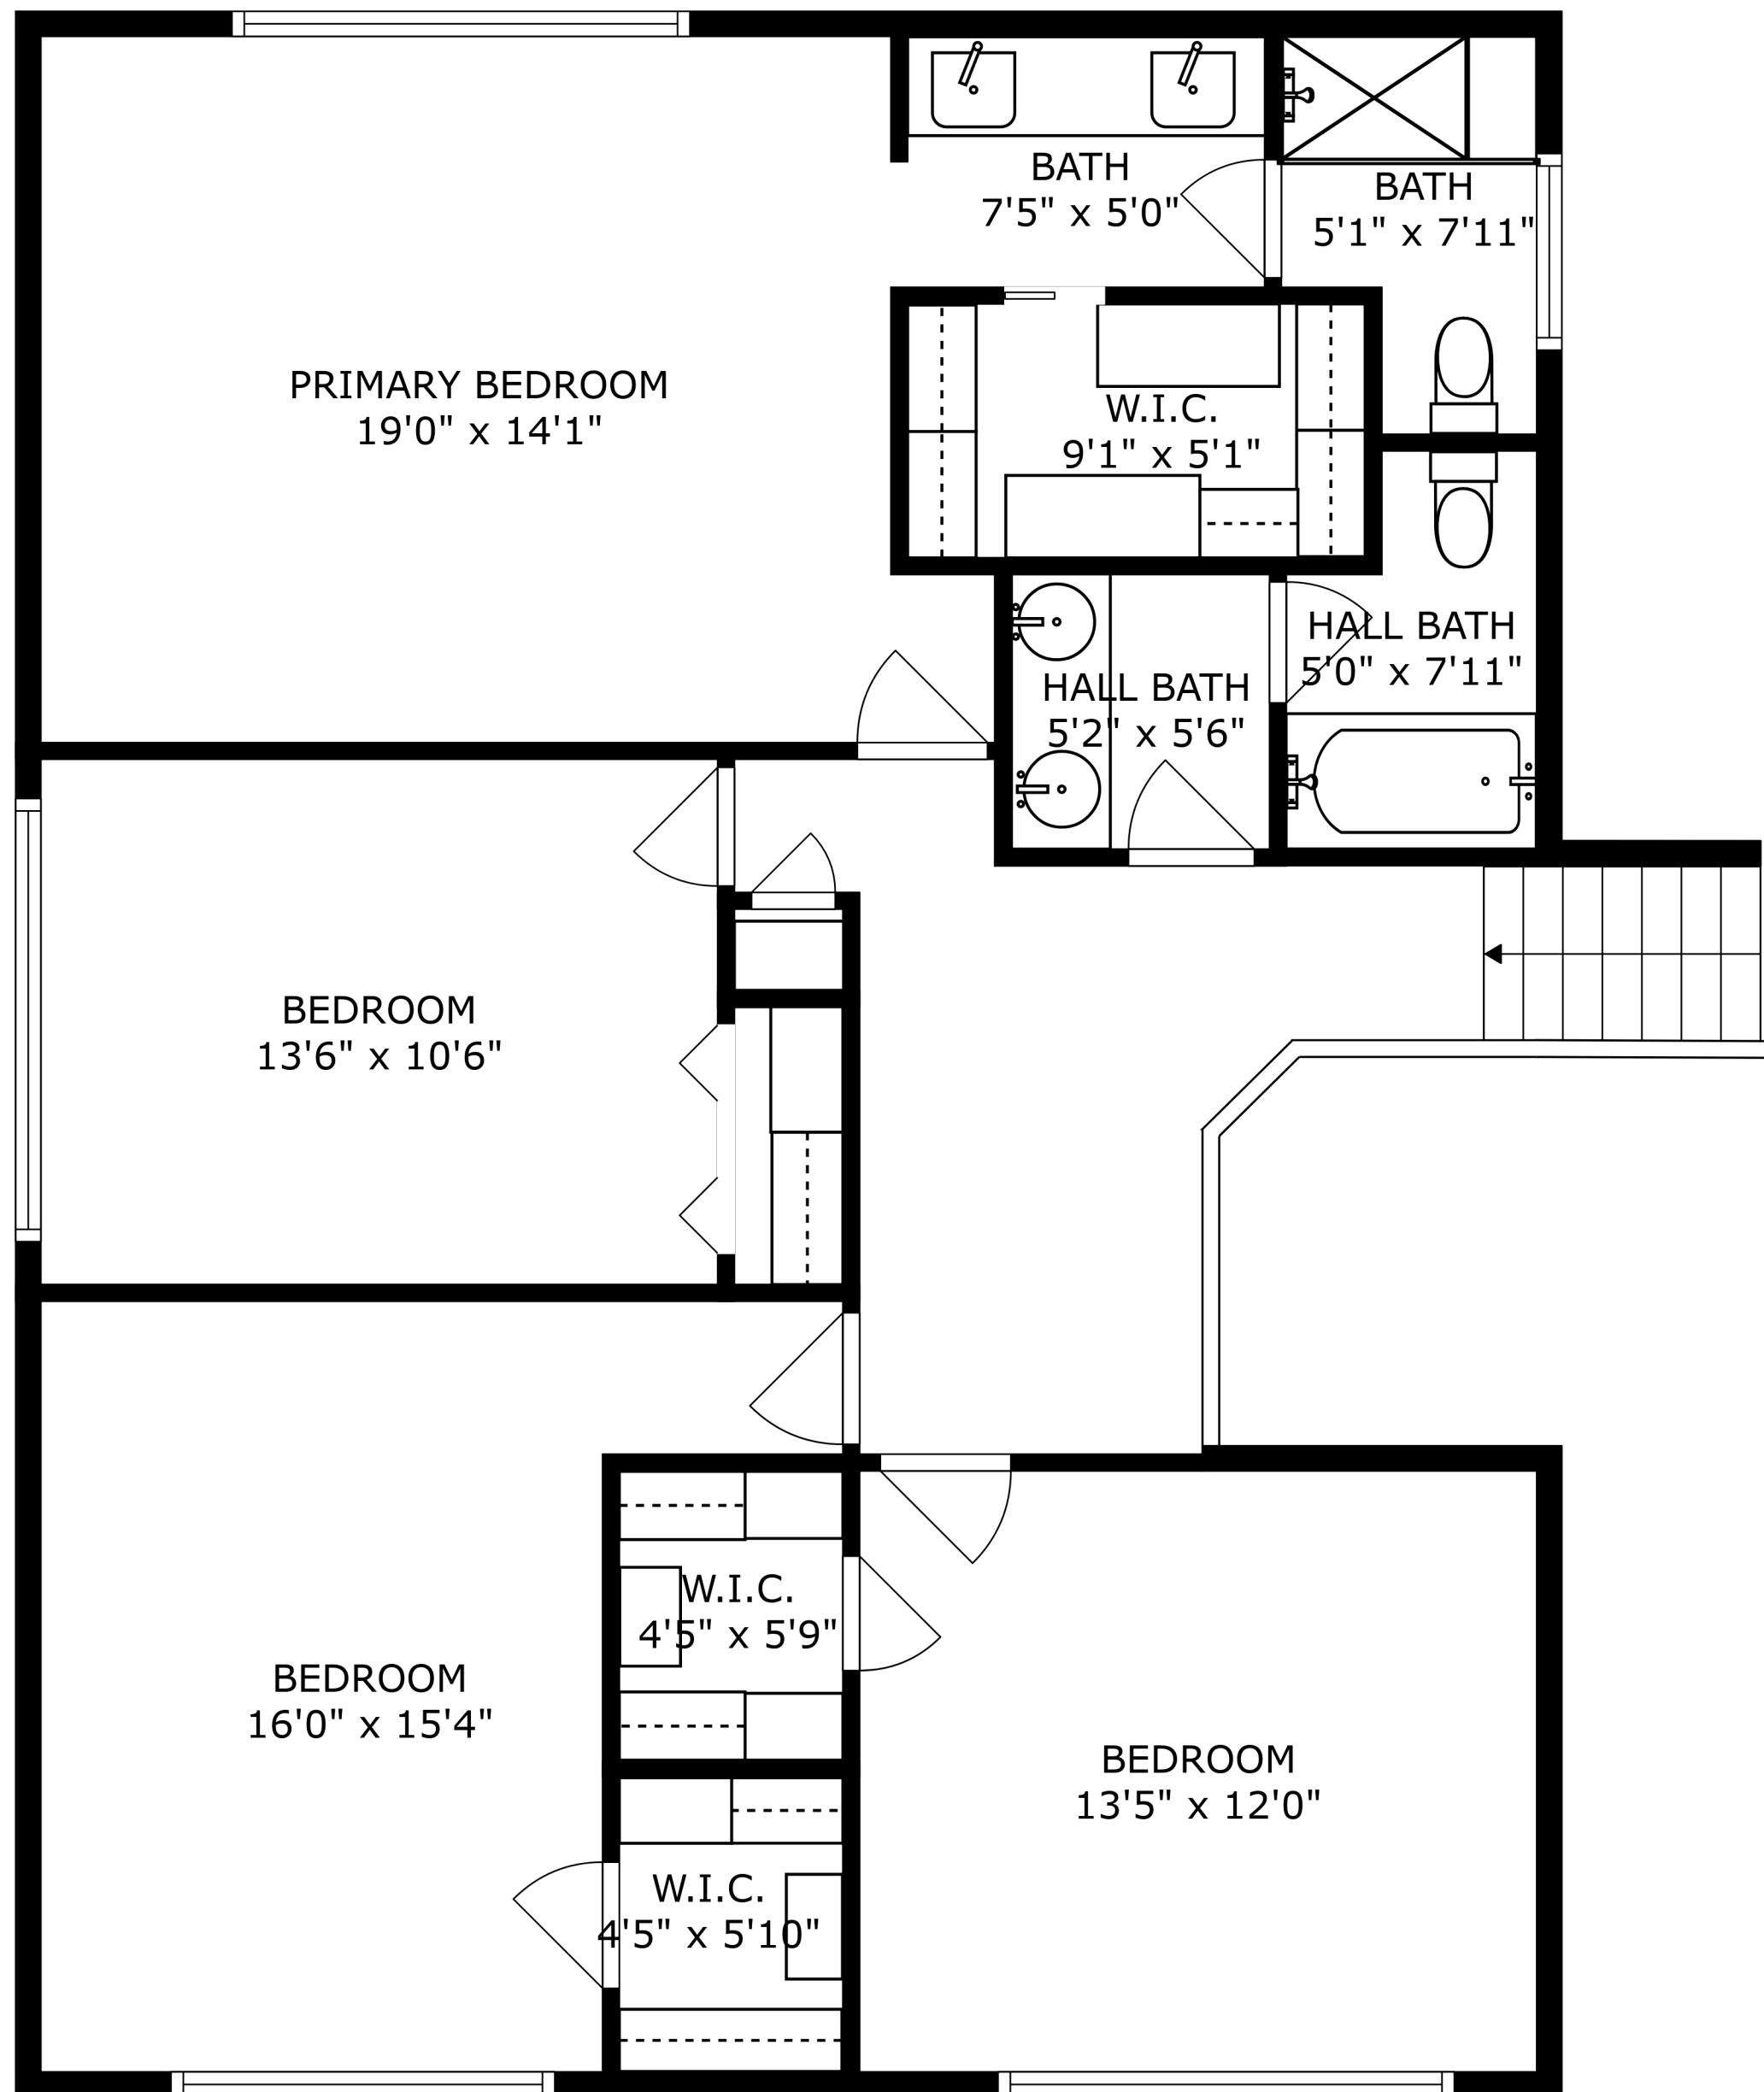 BATH
7'5" x 5'0"
BATH
5'1" x 7'11"
PRIMARY BEDROOM
19'0" x 14'1"
W.I.C.
9'1" x 5'1"
HALL BATH
5'0" x 7'11"
HALL BATH
5'2" x 5'6"
BEDROOM
13'6" x 10'6"
W.I.C.
4'5" x 5'9"
BEDROOM
16'0" x 15'4"
BEDROOM
13'5" x 12'0"
W.I.C.
4'5" x 5'10"